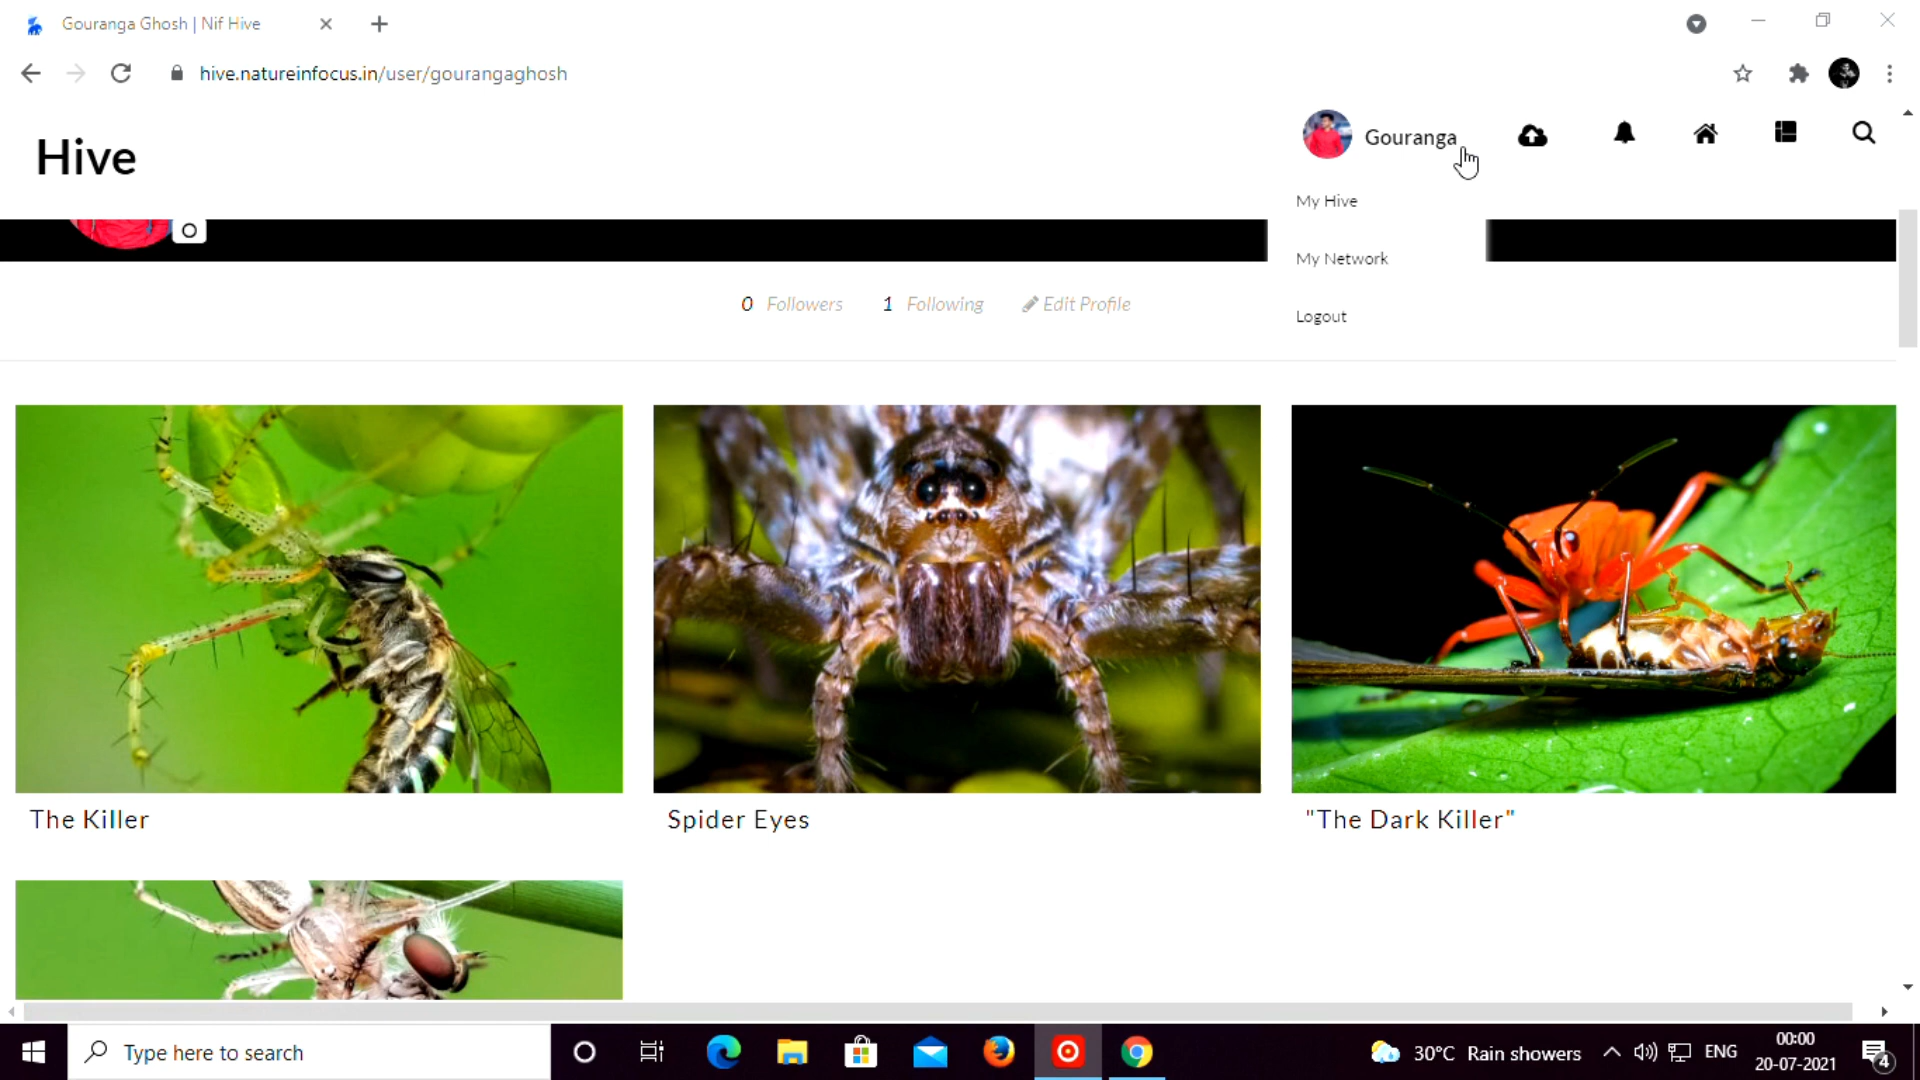 Gouranga Ghosh | Nif Hive
hive.natureinfocus.in/user/gourangaghosh
Hive
Gouranga
My Hive
My Network
Logout
0 Followers 1 Following Edit Profile
The Killer
Spider Eyes
"The Dark Killer"
Type here to search
30°C Rain showers
ENG
00:00
20-07-2021
4